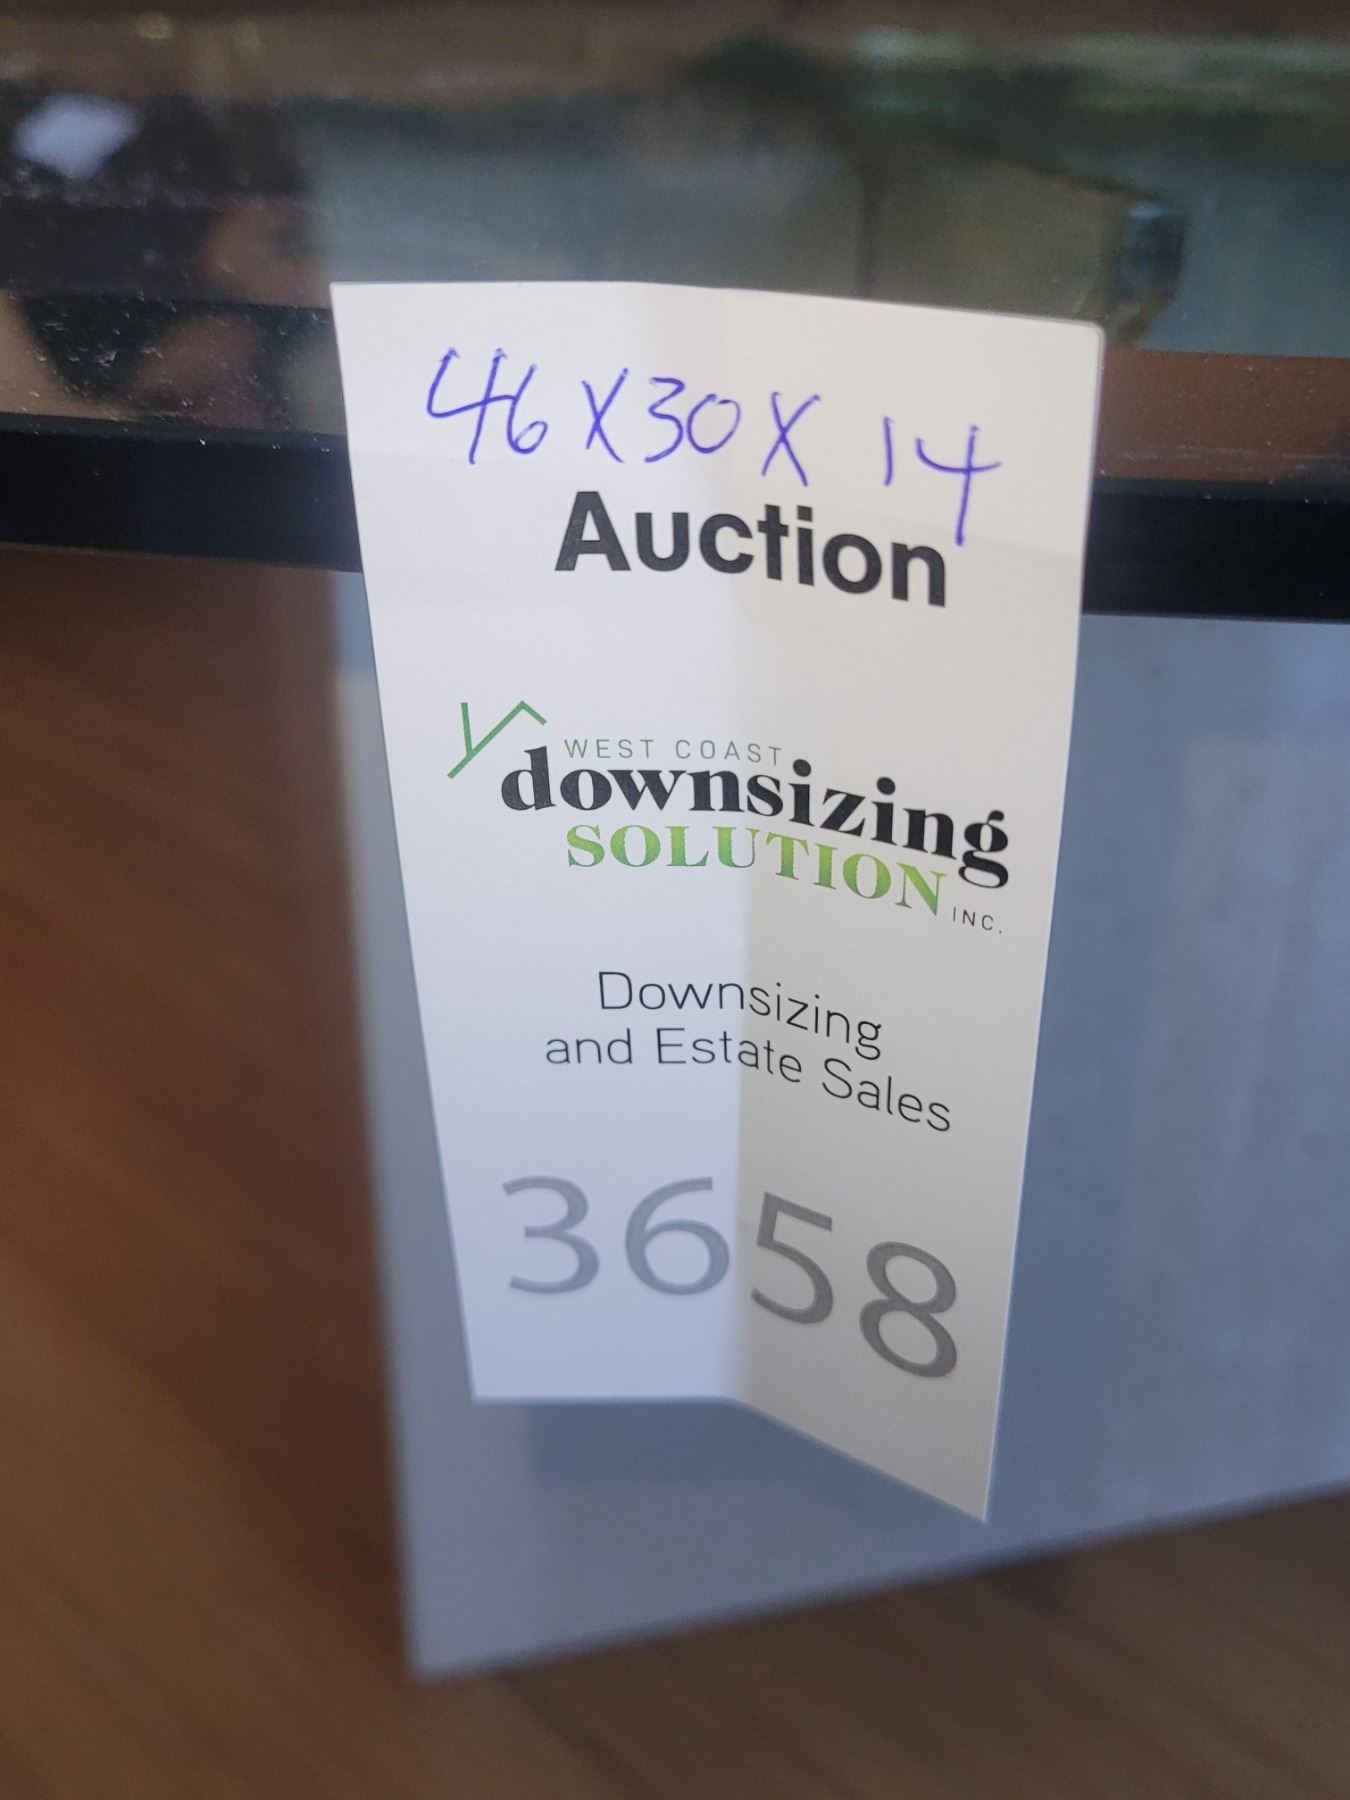 46 X 30 X 14
Auction
WEST COAST
downsizing
SOLUTION INC.
Downsizing
and Estate Sales
3658